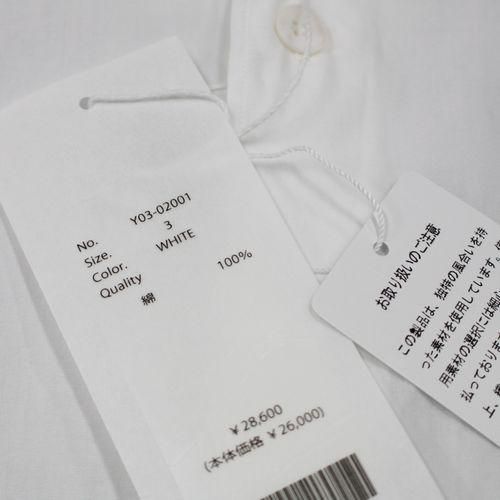 No. Y03-02001
Size. 3
Color. WHITE
Quality
綿 100%
¥28,600
(本体価格 ¥26,000)
お取り扱いのご注意
この製品は、独特の風合いを持
った素材を使用しています。
用素材の選択には細心
払っておりま
上、